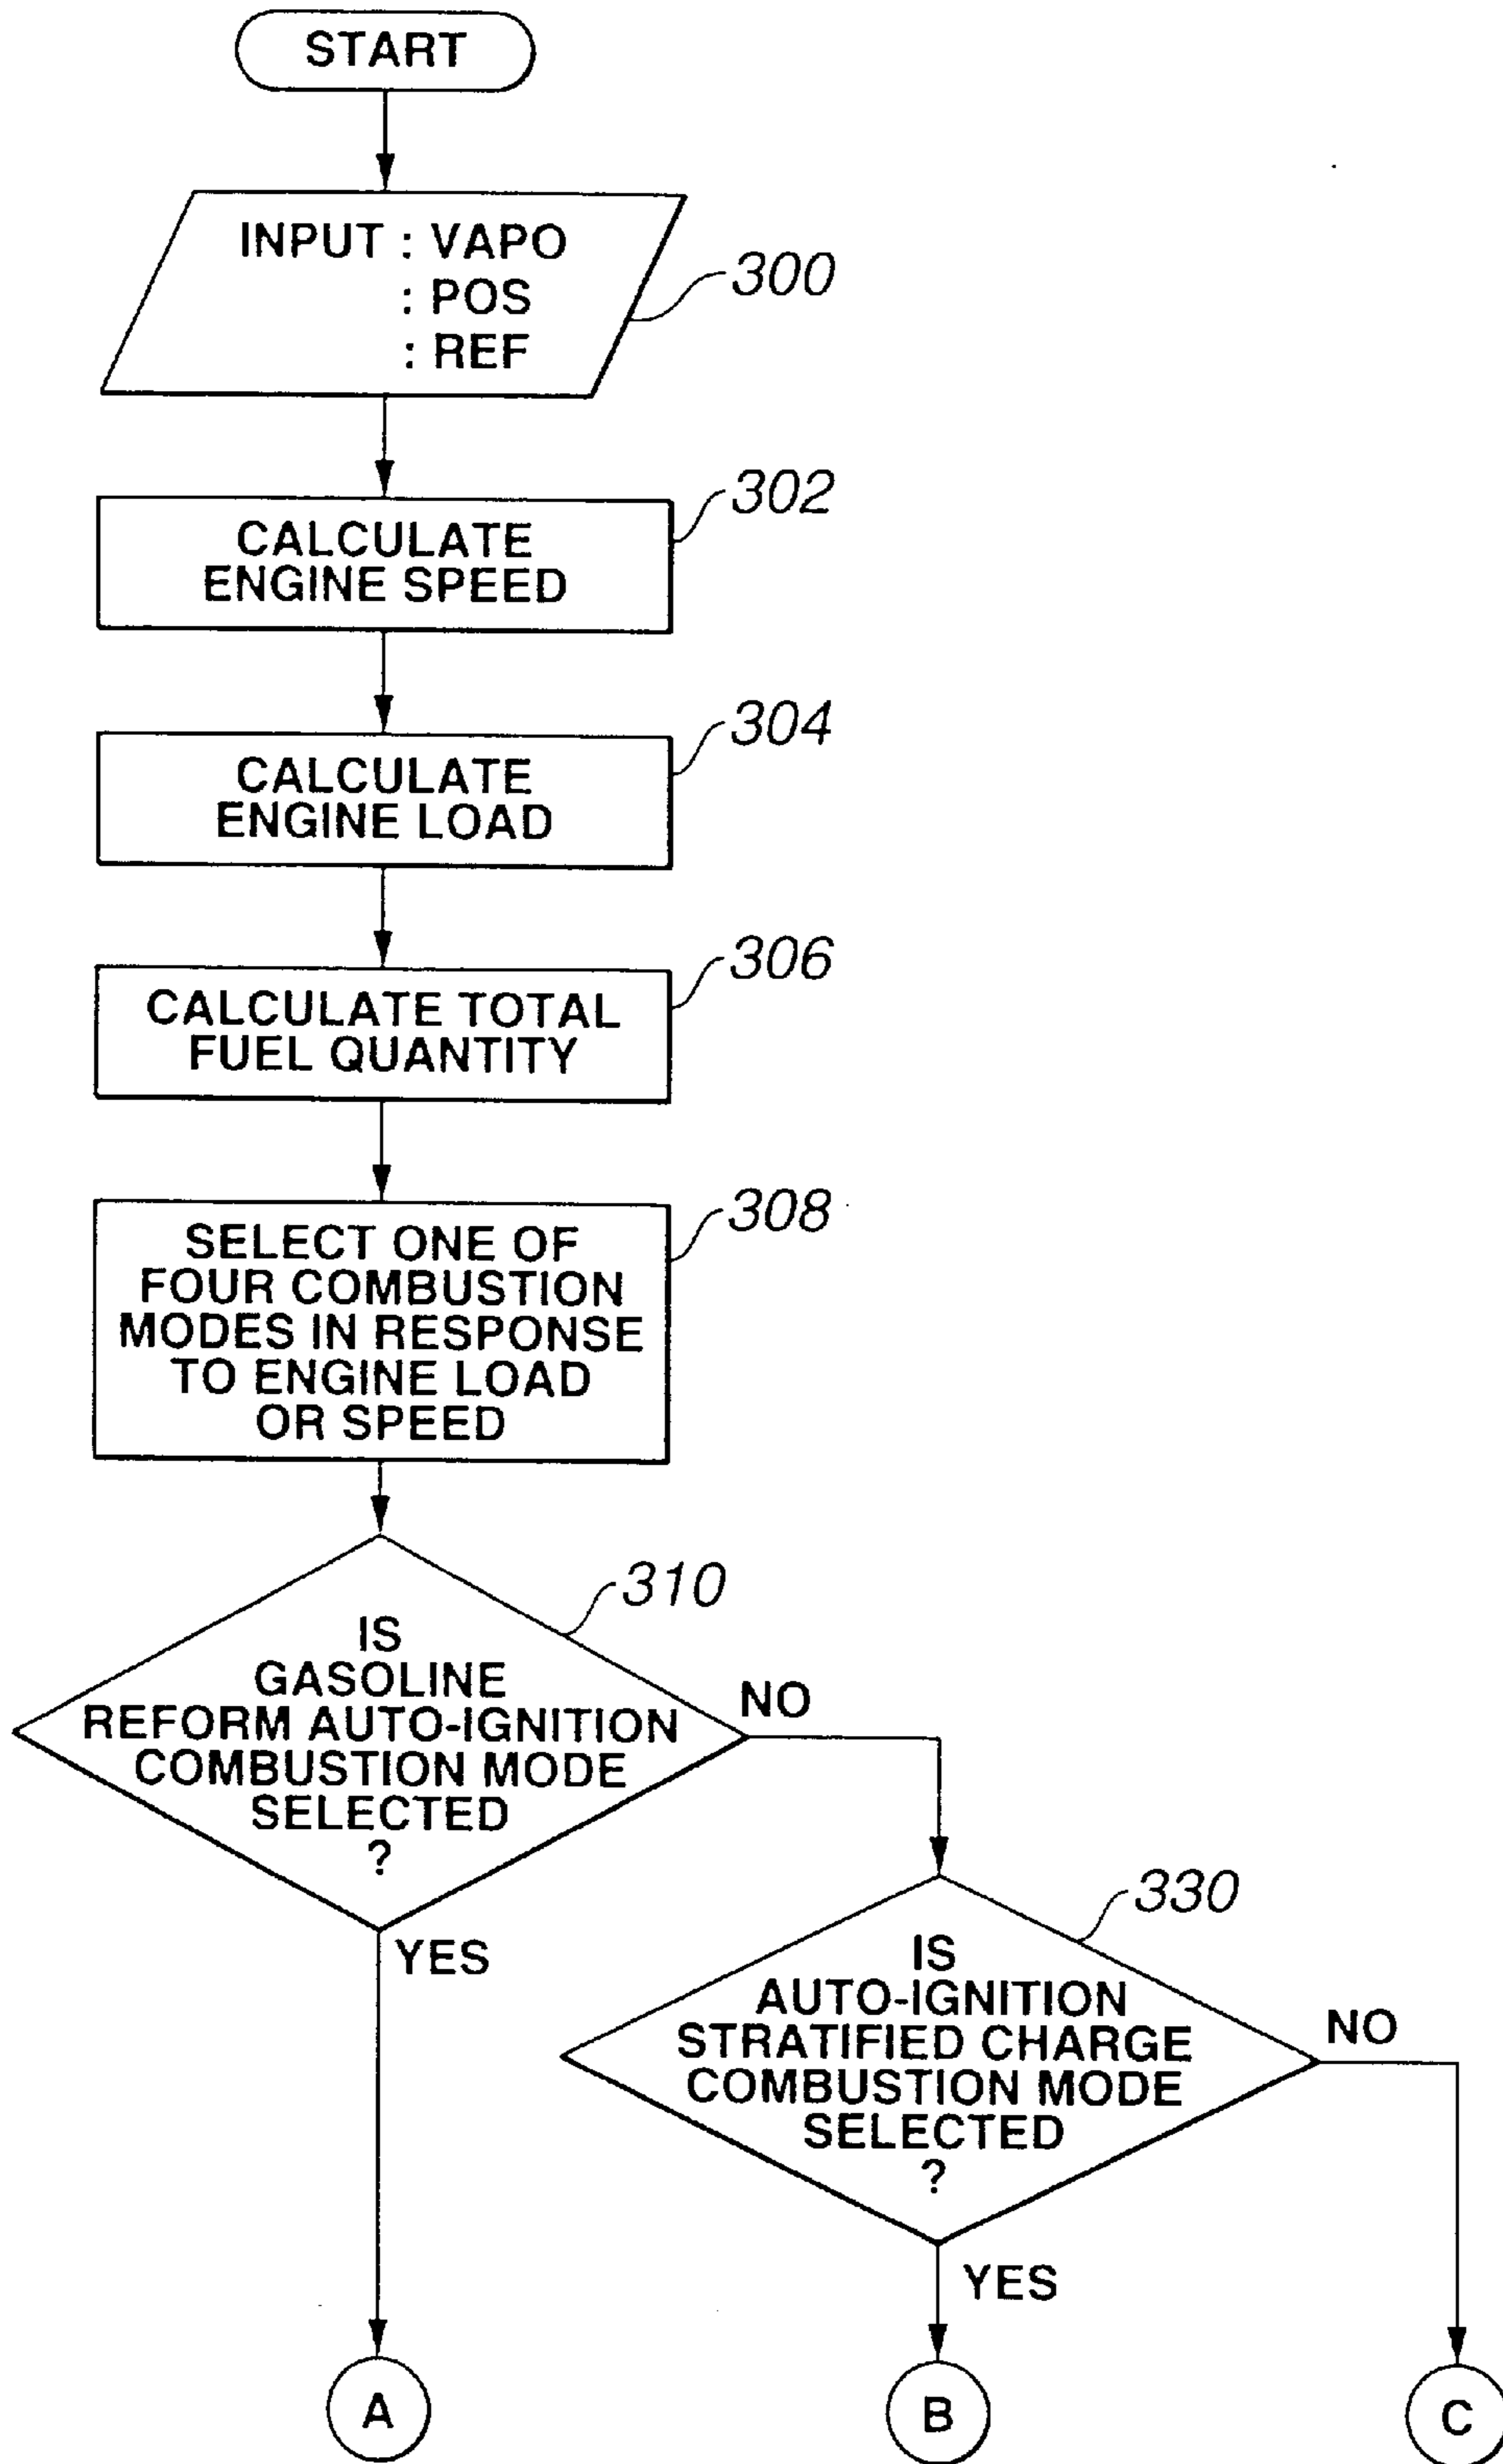 START
INPUT : VAPO
: POS
: REF
300
302
CALCULATE
ENGINE SPEED
304
CALCULATE
ENGINE LOAD
306
CALCULATE TOTAL
FUEL QUANTITY
308
SELECT ONE OF
FOUR COMBUSTION
MODES IN RESPONSE
TO ENGINE LOAD
OR SPEED
310
IS
GASOLINE
REFORM AUTO-IGNITION
COMBUSTION MODE
SELECTED
?
NO
YES
330
IS
AUTO-IGNITION
STRATIFIED CHARGE
COMBUSTION MODE
SELECTED
?
NO
YES
A
B
C